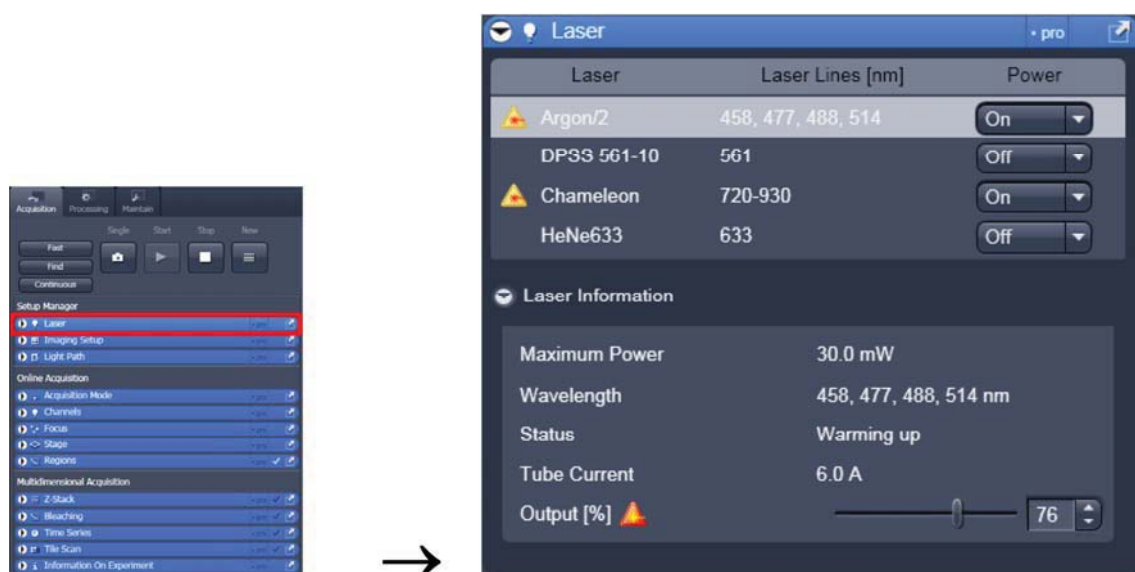 Acquisition Processing Maintain
Single Start Stop New
Fast
Find
Continuous
Setup Manager
Laser
Imaging Setup
Light Path
Online Acquisition
Acquisition Mode
Channels
Focus
Stage
Regions
Multidimensional Acquisition
Z-Stack
Bleaching
Time Series
Tile Scan
Information On Experiment
→
Laser • pro
Laser Laser Lines [nm] Power
Argon/2 458, 477, 488, 514 On
DPSS 561-10 561 Off
Chameleon 720-930 On
HeNe633 633 Off
Laser Information
Maximum Power 30.0 mW
Wavelength 458, 477, 488, 514 nm
Status Warming up
Tube Current 6.0 A
Output [%] 76